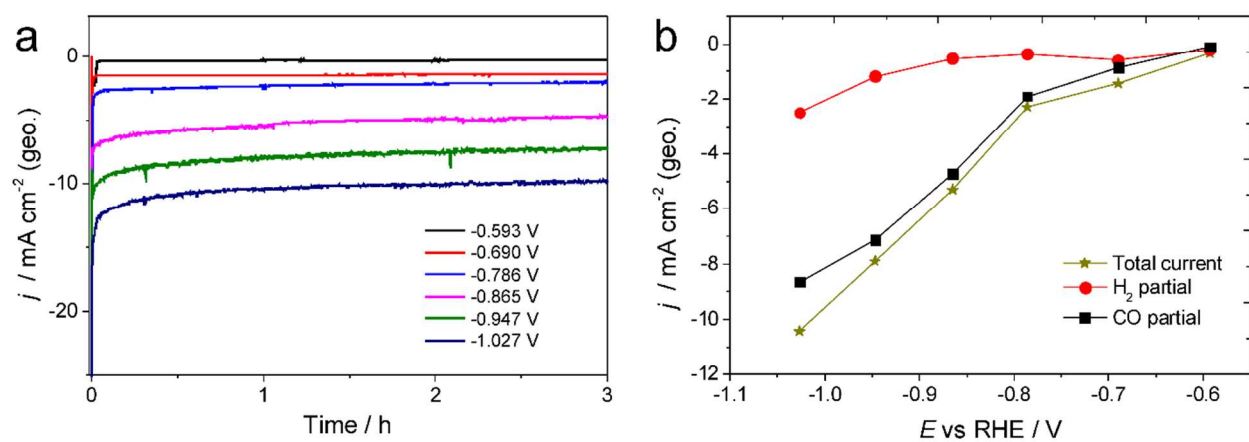 a
j / mA cm⁻² (geo.)
0
-10
-20
0
1
2
3
Time / h
-0.593 V
-0.690 V
-0.786 V
-0.865 V
-0.947 V
-1.027 V
b
j / mA cm⁻² (geo.)
0
-2
-4
-6
-8
-10
-12
-1.1
-1.0
-0.9
-0.8
-0.7
-0.6
E vs RHE / V
Total current
H₂ partial
CO partial